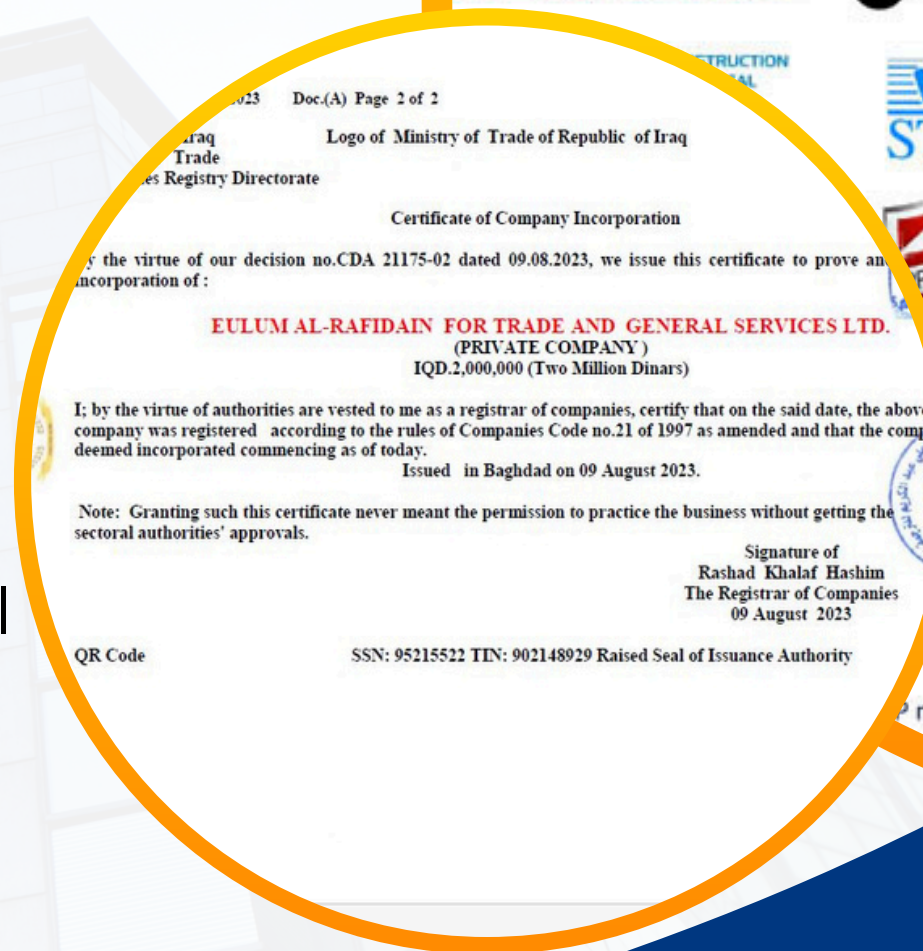 TRUCTION
023 Doc.(A) Page 2 of 2
raq Logo of Ministry of Trade of Republic of Iraq
Trade
es Registry Directorate
Certificate of Company Incorporation
y the virtue of our decision no.CDA 21175-02 dated 09.08.2023, we issue this certificate to prove an
incorporation of :
EULUM AL-RAFIDAIN FOR TRADE AND GENERAL SERVICES LTD.
(PRIVATE COMPANY )
IQD.2,000,000 (Two Million Dinars)
I; by the virtue of authorities are vested to me as a registrar of companies, certify that on the said date, the above
company was registered according to the rules of Companies Code no.21 of 1997 as amended and that the comp
deemed incorporated commencing as of today.
Issued in Baghdad on 09 August 2023.
Note: Granting such this certificate never meant the permission to practice the business without getting the
sectoral authorities' approvals.
Signature of
Rashad Khalaf Hashim
The Registrar of Companies
09 August 2023
QR Code SSN: 95215522 TIN: 902148929 Raised Seal of Issuance Authority